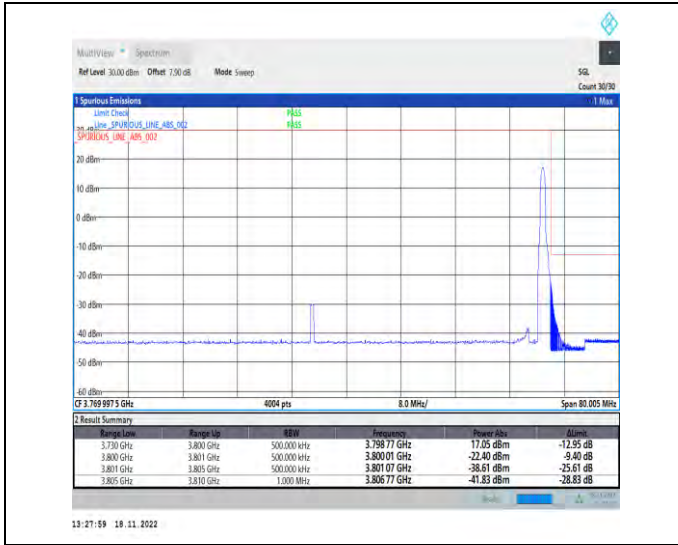 MultiView Spectrum
Ref Level 30.00 dBm Offset 7.90 dB Mode Sweep SGL
Count 30/30
1 Spurious Emissions 1 Max
Limit Check PASS
Line _SPURIOUS_LINE_ABS_002 PASS
_SPURIOUS_LINE_ABS_002
20 dBm
10 dBm
0 dBm
-10 dBm
-20 dBm
-30 dBm
-40 dBm
-50 dBm
-60 dBm
CF 3.769 997 5 GHz 4004 pts 8.0 MHz/ Span 80.005 MHz
2 Result Summary
Range Low Range Up RBW Frequency Power Abs ΔLimit
3.730 GHz 3.800 GHz 500.000 kHz 3.798 77 GHz 17.05 dBm -12.95 dB
3.800 GHz 3.801 GHz 500.000 kHz 3.800 01 GHz -22.40 dBm -9.40 dB
3.801 GHz 3.805 GHz 500.000 kHz 3.801 07 GHz -38.61 dBm -25.61 dB
3.805 GHz 3.810 GHz 1.000 MHz 3.806 77 GHz -41.83 dBm -28.83 dB
13:27:59 18.11.2022